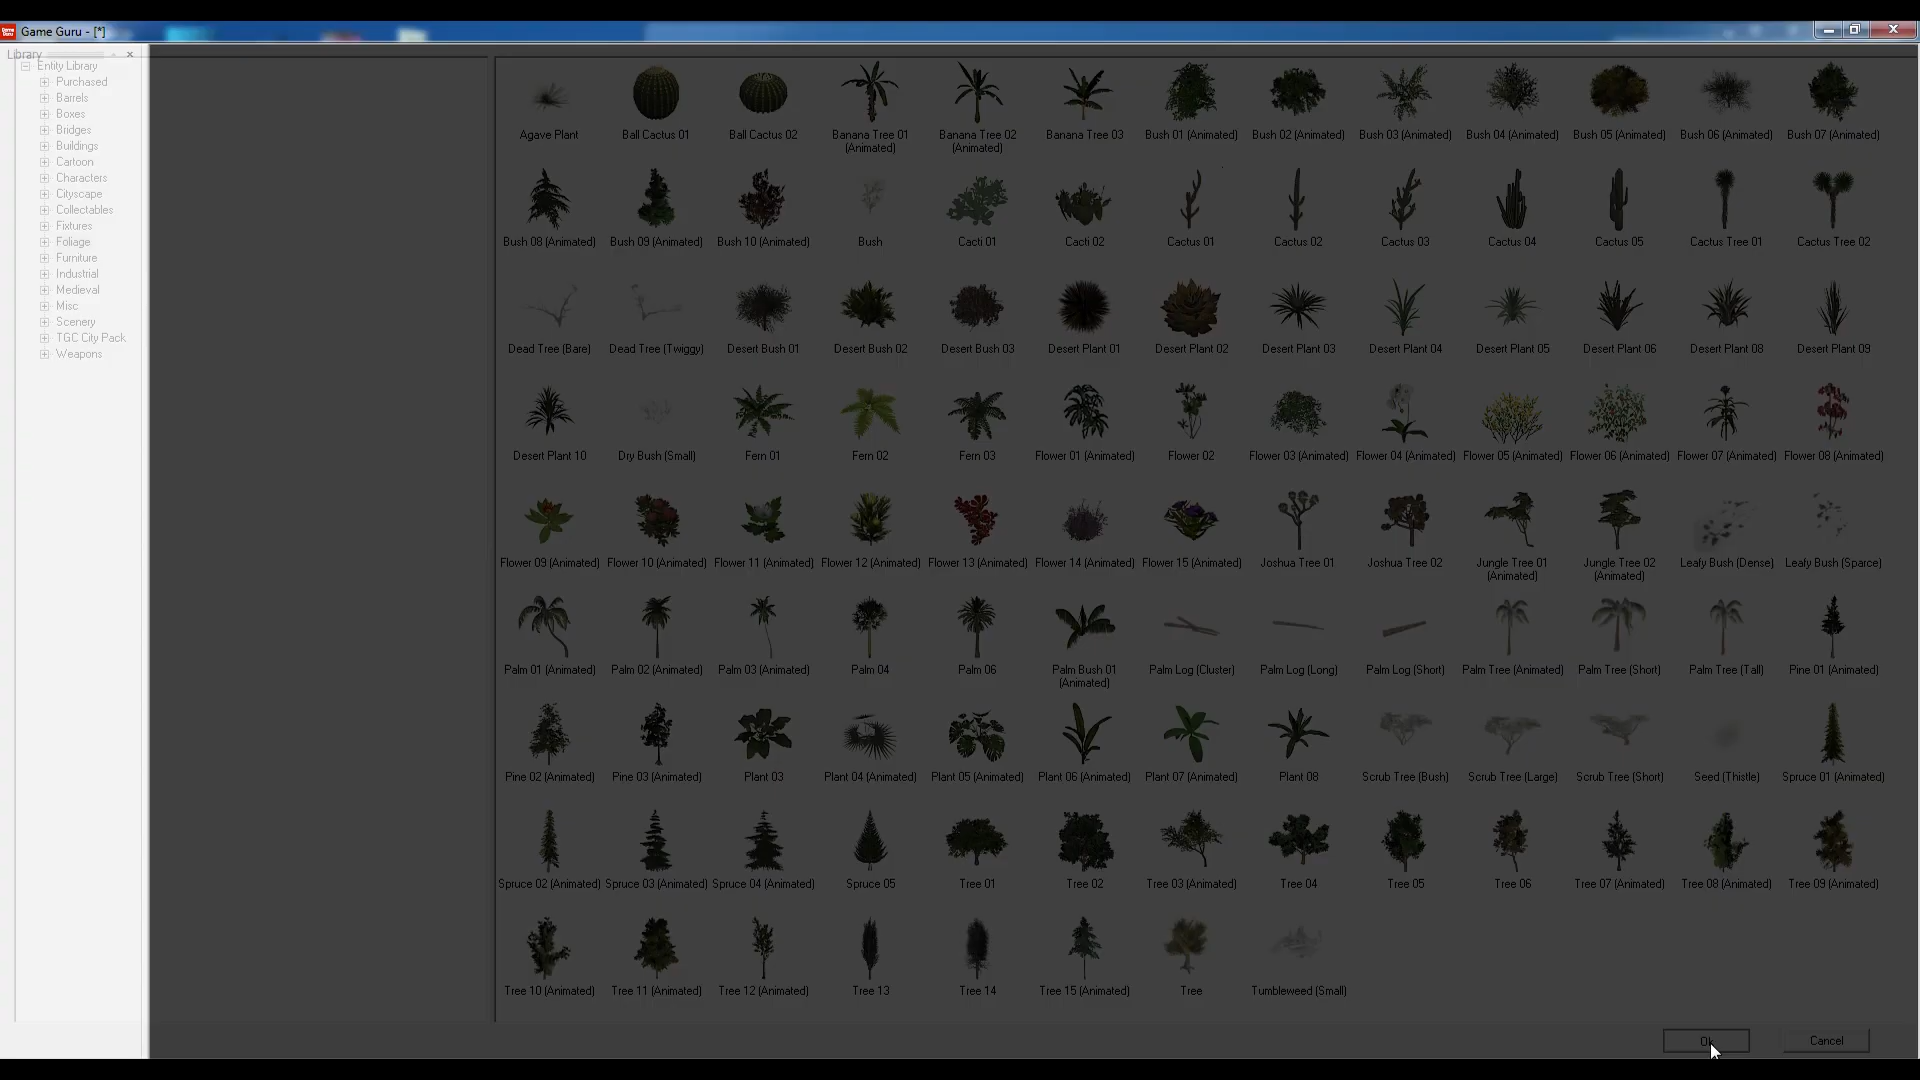 Game Guru - [*]
Library
Entity Library
Purchased
Barrels
Boxes
Bridges
Buildings
Cartoon
Characters
Cityscape
Collectables
Fixtures
Foliage
Furniture
Industrial
Medieval
Misc
Scenery
TGC City Pack
Weapons
Agave Plant
Ball Cactus 01
Ball Cactus 02
Banana Tree 01
(Animated)
Banana Tree 02
(Animated)
Banana Tree 03
Bush 01 (Animated)
Bush 02 (Animated)
Bush 03 (Animated)
Bush 04 (Animated)
Bush 05 (Animated)
Bush 06 (Animated)
Bush 07 (Animated)
Bush 08 (Animated)
Bush 09 (Animated)
Bush 10 (Animated)
Bush
Cacti 01
Cacti 02
Cactus 01
Cactus 02
Cactus 03
Cactus 04
Cactus 05
Cactus Tree 01
Cactus Tree 02
Dead Tree (Bare)
Dead Tree (Twiggy)
Desert Bush 01
Desert Bush 02
Desert Bush 03
Desert Plant 01
Desert Plant 02
Desert Plant 03
Desert Plant 04
Desert Plant 05
Desert Plant 06
Desert Plant 08
Desert Plant 09
Desert Plant 10
Dry Bush (Small)
Fern 01
Fern 02
Fern 03
Flower 01 (Animated)
Flower 02
Flower 03 (Animated)
Flower 04 (Animated)
Flower 05 (Animated)
Flower 06 (Animated)
Flower 07 (Animated)
Flower 08 (Animated)
Flower 09 (Animated)
Flower 10 (Animated)
Flower 11 (Animated)
Flower 12 (Animated)
Flower 13 (Animated)
Flower 14 (Animated)
Flower 15 (Animated)
Joshua Tree 01
Joshua Tree 02
Jungle Tree 01
(Animated)
Jungle Tree 02
(Animated)
Leafy Bush (Dense)
Leafy Bush (Sparce)
Palm 01 (Animated)
Palm 02 (Animated)
Palm 03 (Animated)
Palm 04
Palm 06
Palm Bush 01
(Animated)
Palm Log (Cluster)
Palm Log (Long)
Palm Log (Short)
Palm Tree (Animated)
Palm Tree (Short)
Palm Tree (Tall)
Pine 01 (Animated)
Pine 02 (Animated)
Pine 03 (Animated)
Plant 03
Plant 04 (Animated)
Plant 05 (Animated)
Plant 06 (Animated)
Plant 07 (Animated)
Plant 08
Scrub Tree (Bush)
Scrub Tree (Large)
Scrub Tree (Short)
Seed (Thistle)
Spruce 01 (Animated)
Spruce 02 (Animated)
Spruce 03 (Animated)
Spruce 04 (Animated)
Spruce 05
Tree 01
Tree 02
Tree 03 (Animated)
Tree 04
Tree 05
Tree 06
Tree 07 (Animated)
Tree 08 (Animated)
Tree 09 (Animated)
Tree 10 (Animated)
Tree 11 (Animated)
Tree 12 (Animated)
Tree 13
Tree 14
Tree 15 (Animated)
Tree
Tumbleweed (Small)
Cancel